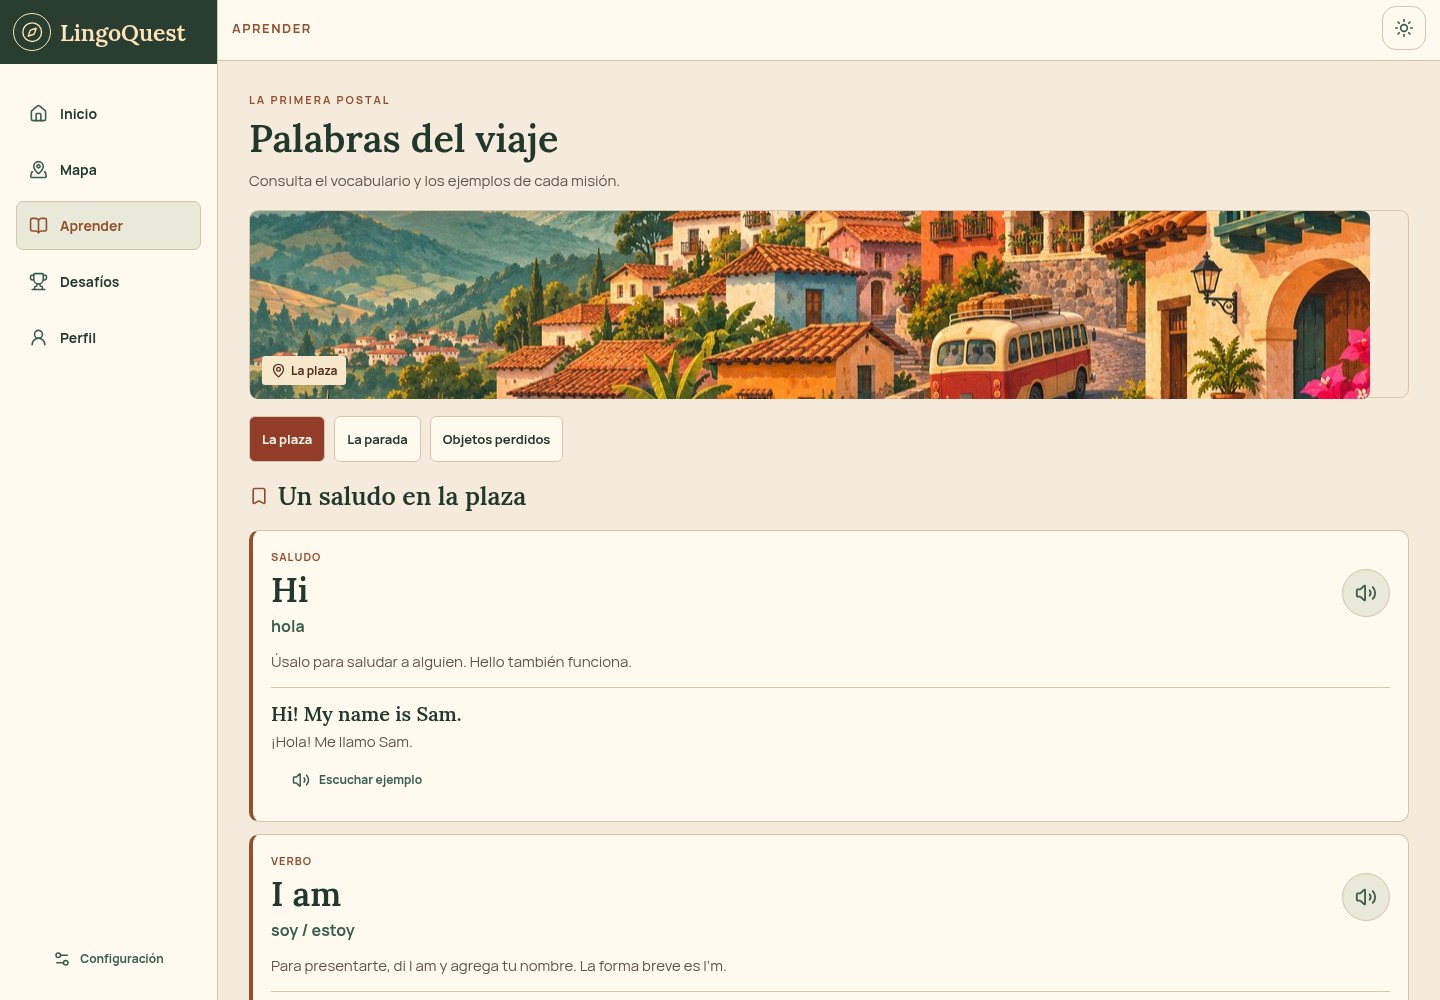 LingoQuest
APRENDER
Inicio
Mapa
Aprender
Desafíos
Perfil
Configuración
LA PRIMERA POSTAL
Palabras del viaje
Consulta el vocabulario y los ejemplos de cada misión.
La plaza
La plaza
La parada
Objetos perdidos
Un saludo en la plaza
SALUDO
Hi
hola
Úsalo para saludar a alguien. Hello también funciona.
Hi! My name is Sam.
¡Hola! Me llamo Sam.
Escuchar ejemplo
VERBO
I am
soy / estoy
Para presentarte, di I am y agrega tu nombre. La forma breve es I'm.